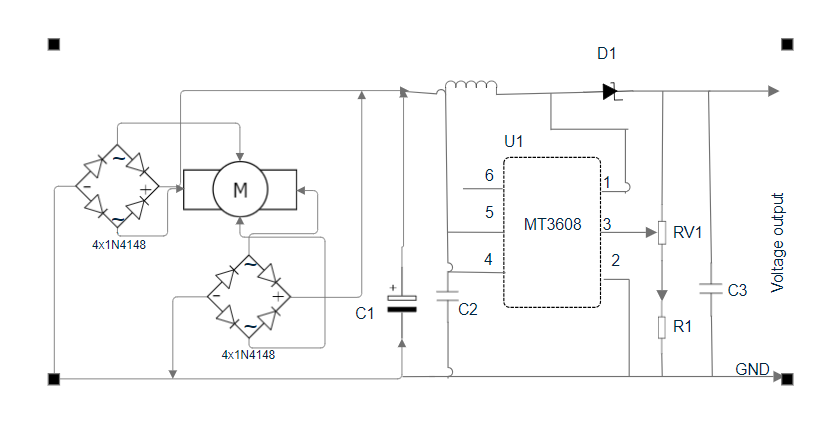 D1
U1
6
1
M
5
3
MT3608
RV1
4x1N4148
4
2
C1
C2
C3
R1
4x1N4148
GND
Voltage output
~
~
-
+
~
~
-
+
+